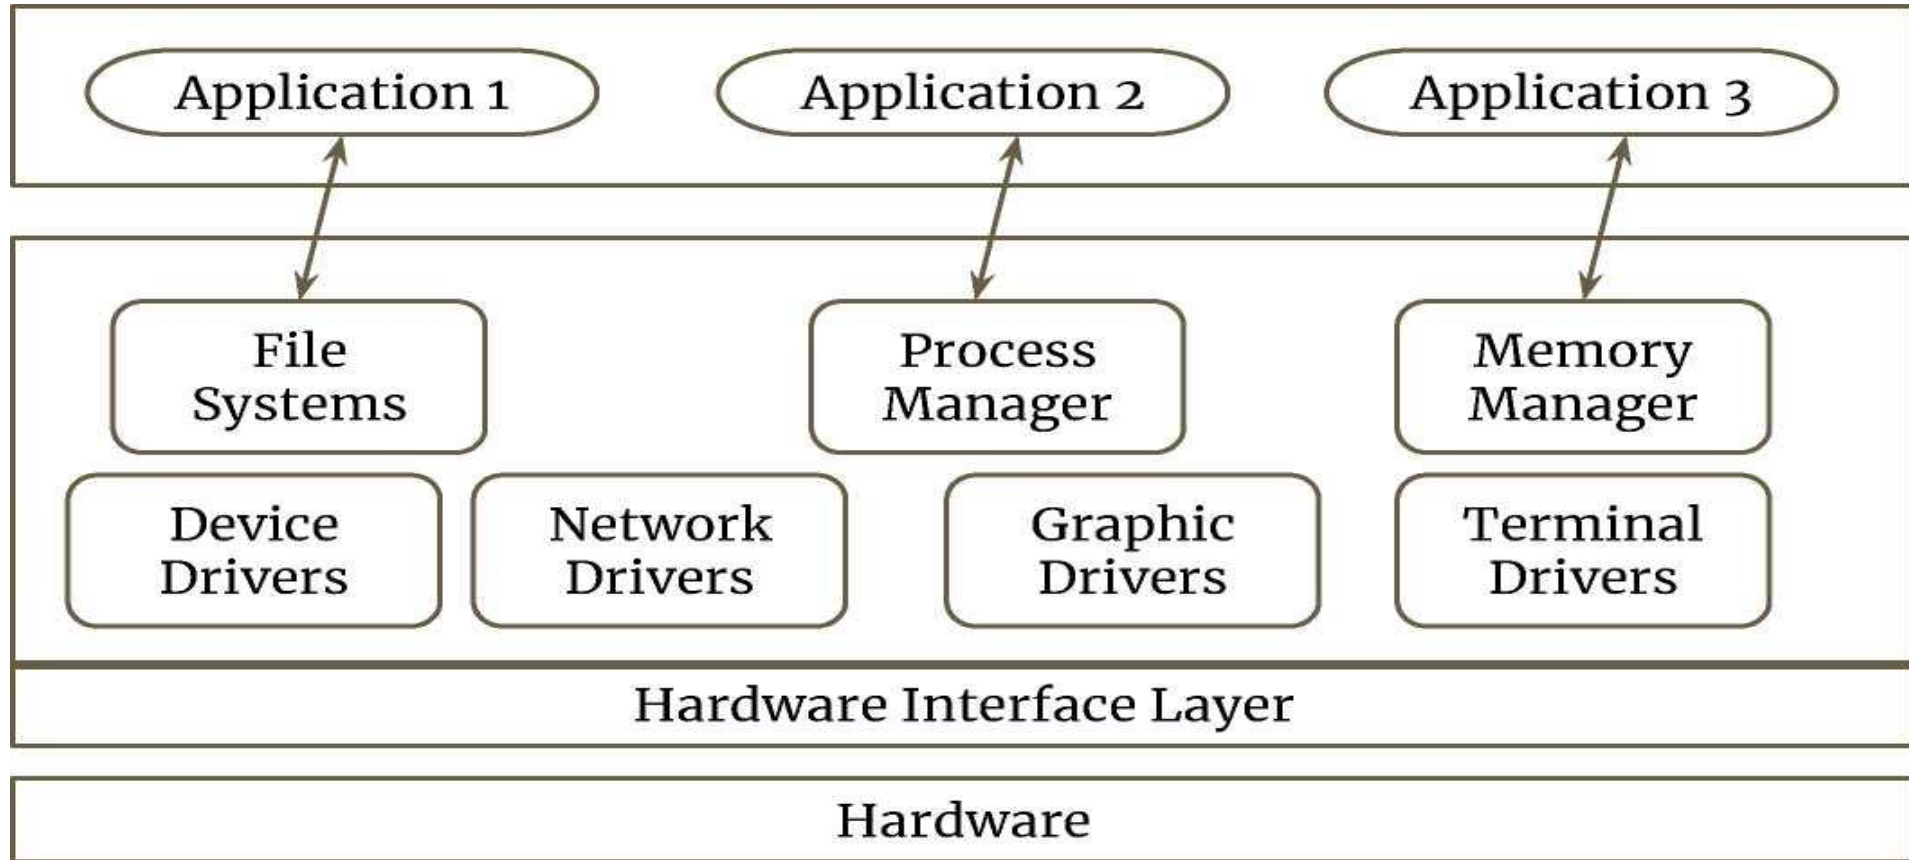 Application 1
Application 2
Application 3
File
Systems
Process
Manager
Memory
Manager
Device
Drivers
Network
Drivers
Graphic
Drivers
Terminal
Drivers
Hardware Interface Layer
Hardware